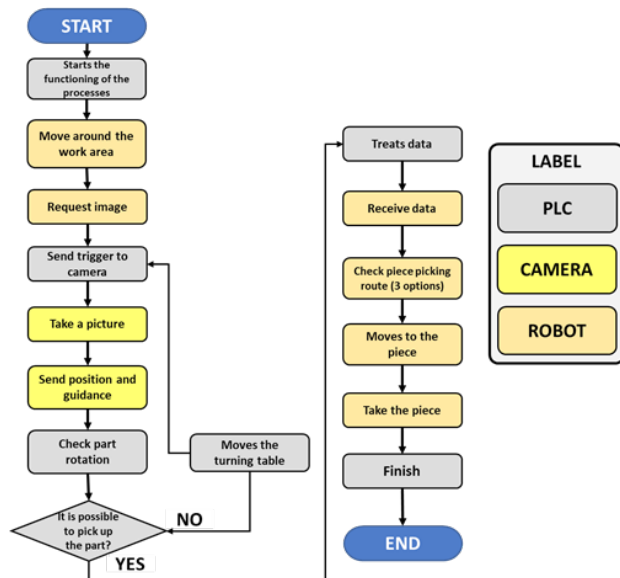 START
Starts the
functioning of the
processes
Move around the
work area
Request image
Send trigger to
camera
Take a picture
Send position and
guidance
Check part
rotation
Moves the
turning table
It is possible
to pick up
the part?
NO
YES
Treats data
Receive data
Check piece picking
route (3 options)
Moves to the
piece
Take the piece
Finish
END
LABEL
PLC
CAMERA
ROBOT